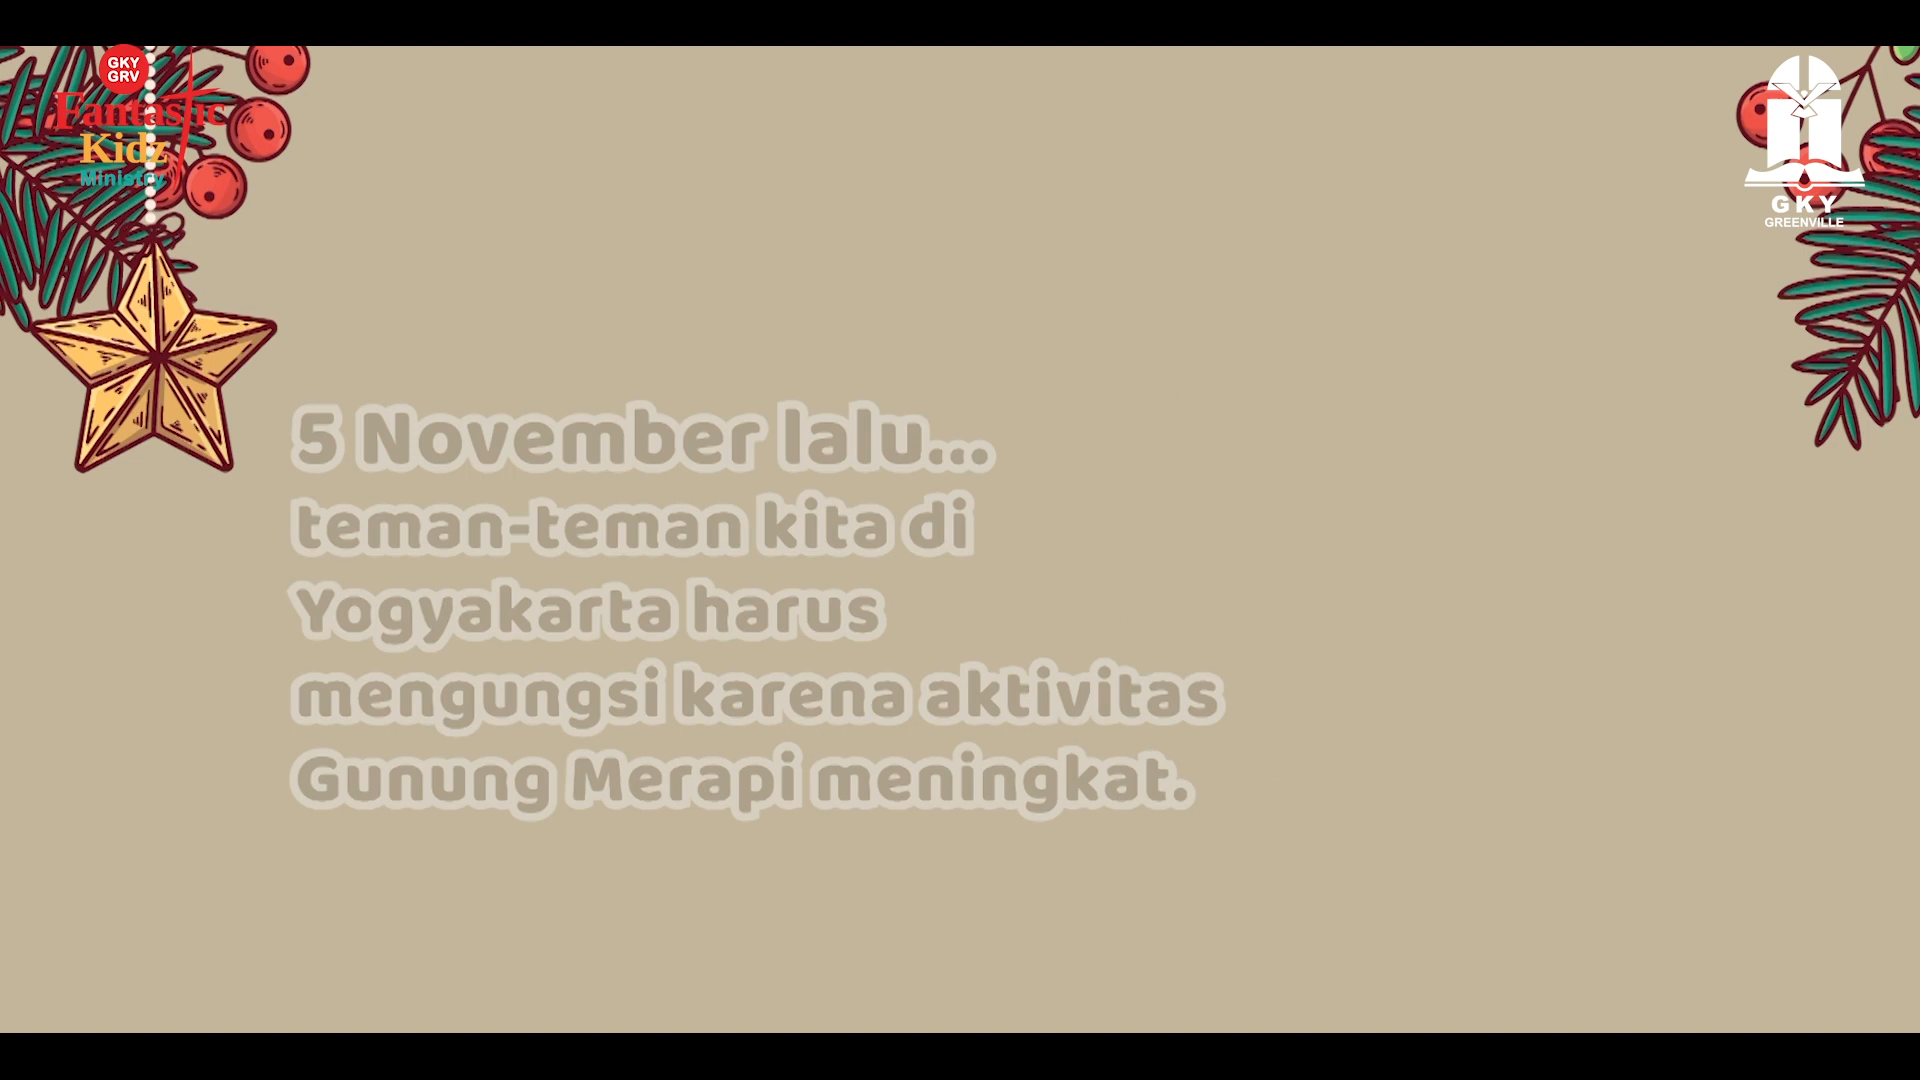 GKY
GRV
Fantastic
Kidz
Ministry
GKY
GREENVILLE
5 November lalu...
teman-teman kita di
Yogyakarta harus
mengungsi karena aktivitas
Gunung Merapi meningkat.